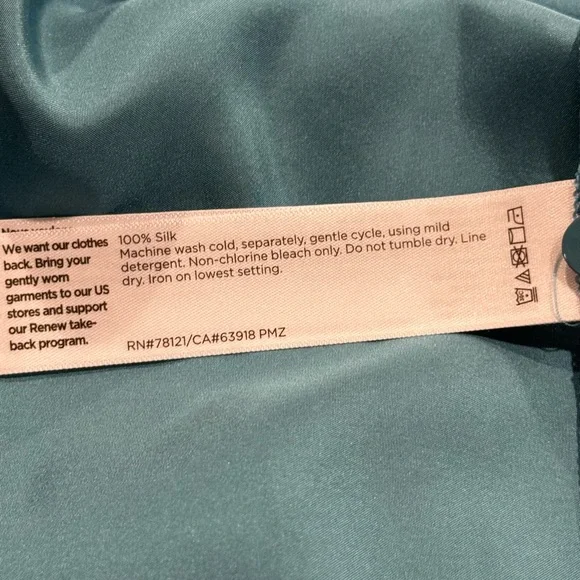 We want our clothes
back. Bring your
gently worn
garments to our US
stores and support
our Renew take-
back program.
100% Silk
Machine wash cold, separately, gentle cycle, using mild
detergent. Non-chlorine bleach only. Do not tumble dry. Line
dry. Iron on lowest setting.
RN#78121/CA#63918 PMZ